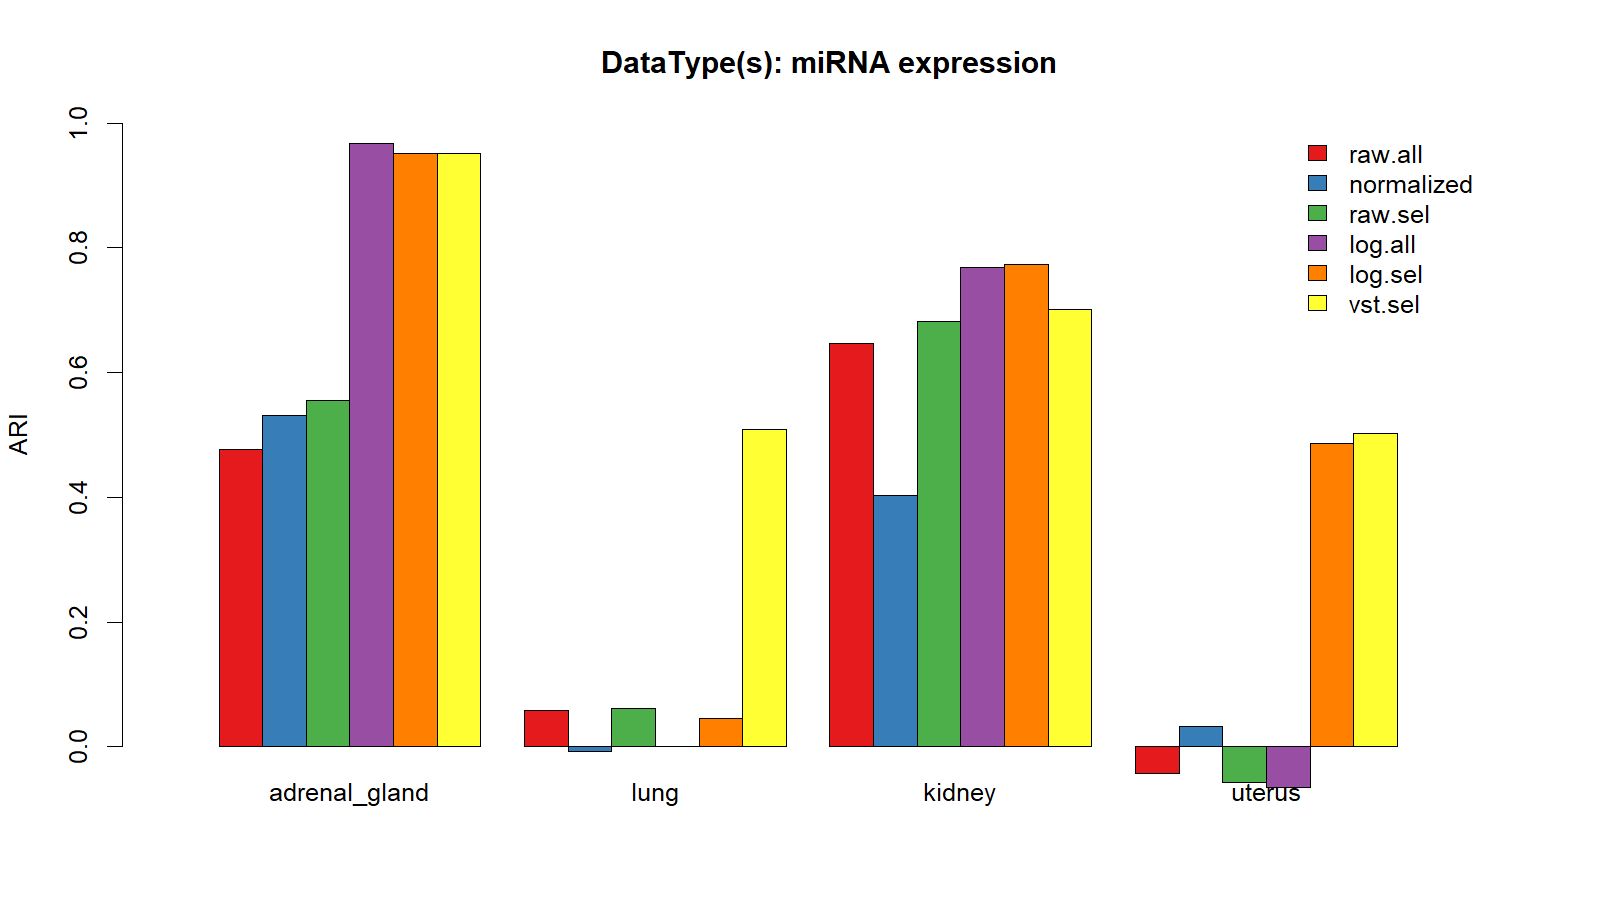 DataType(s): miRNA expression
1.0
0.8
0.6
0.4
0.2
0.0
ARI
raw.all
normalized
raw.sel
log.all
log.sel
vst.sel
adrenal_gland
lung
kidney
uterus